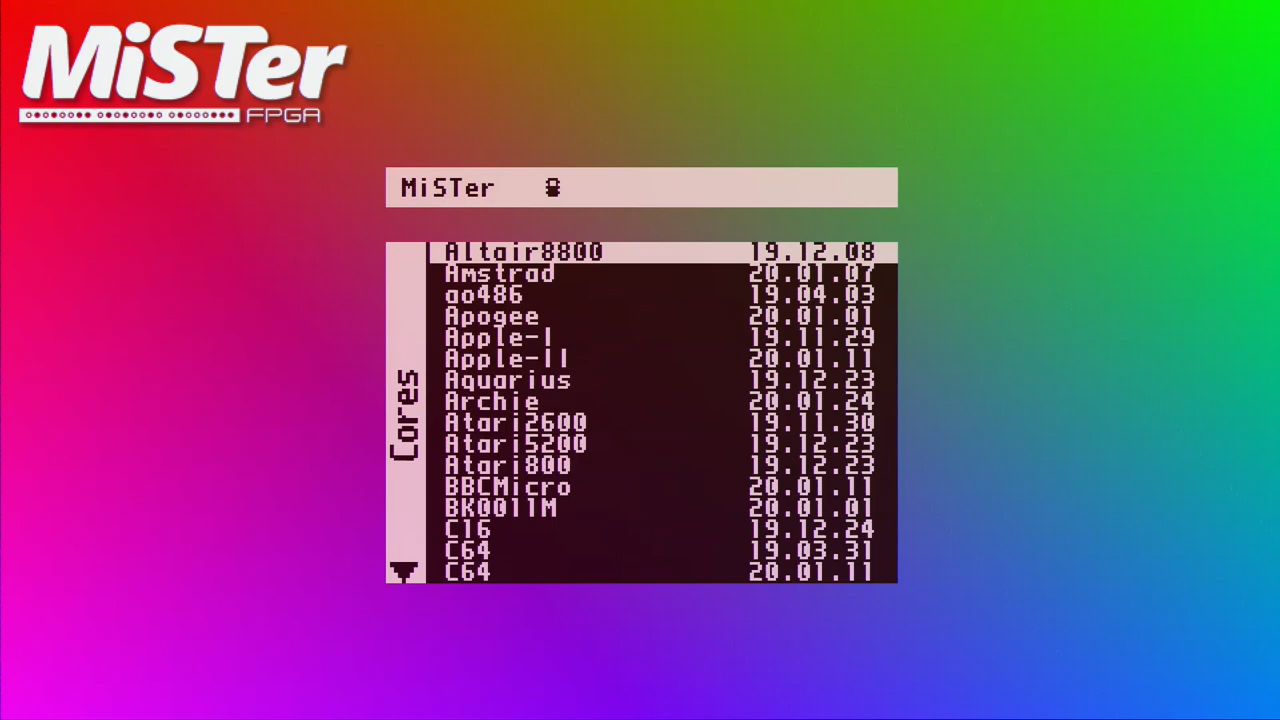 MiSTer
FPGA
MiSTer
Cores
Altair8800 19.12.08
Amstrad 20.01.07
ao486 19.04.03
Apogee 20.01.01
Apple-I 19.11.29
Apple-II 20.01.11
Aquarius 19.12.23
Archie 20.01.24
Atari2600 19.11.30
Atari5200 19.12.23
Atari800 19.12.23
BBCMicro 20.01.11
BK0011M 20.01.01
C16 19.12.24
C64 19.03.31
C64 20.01.11